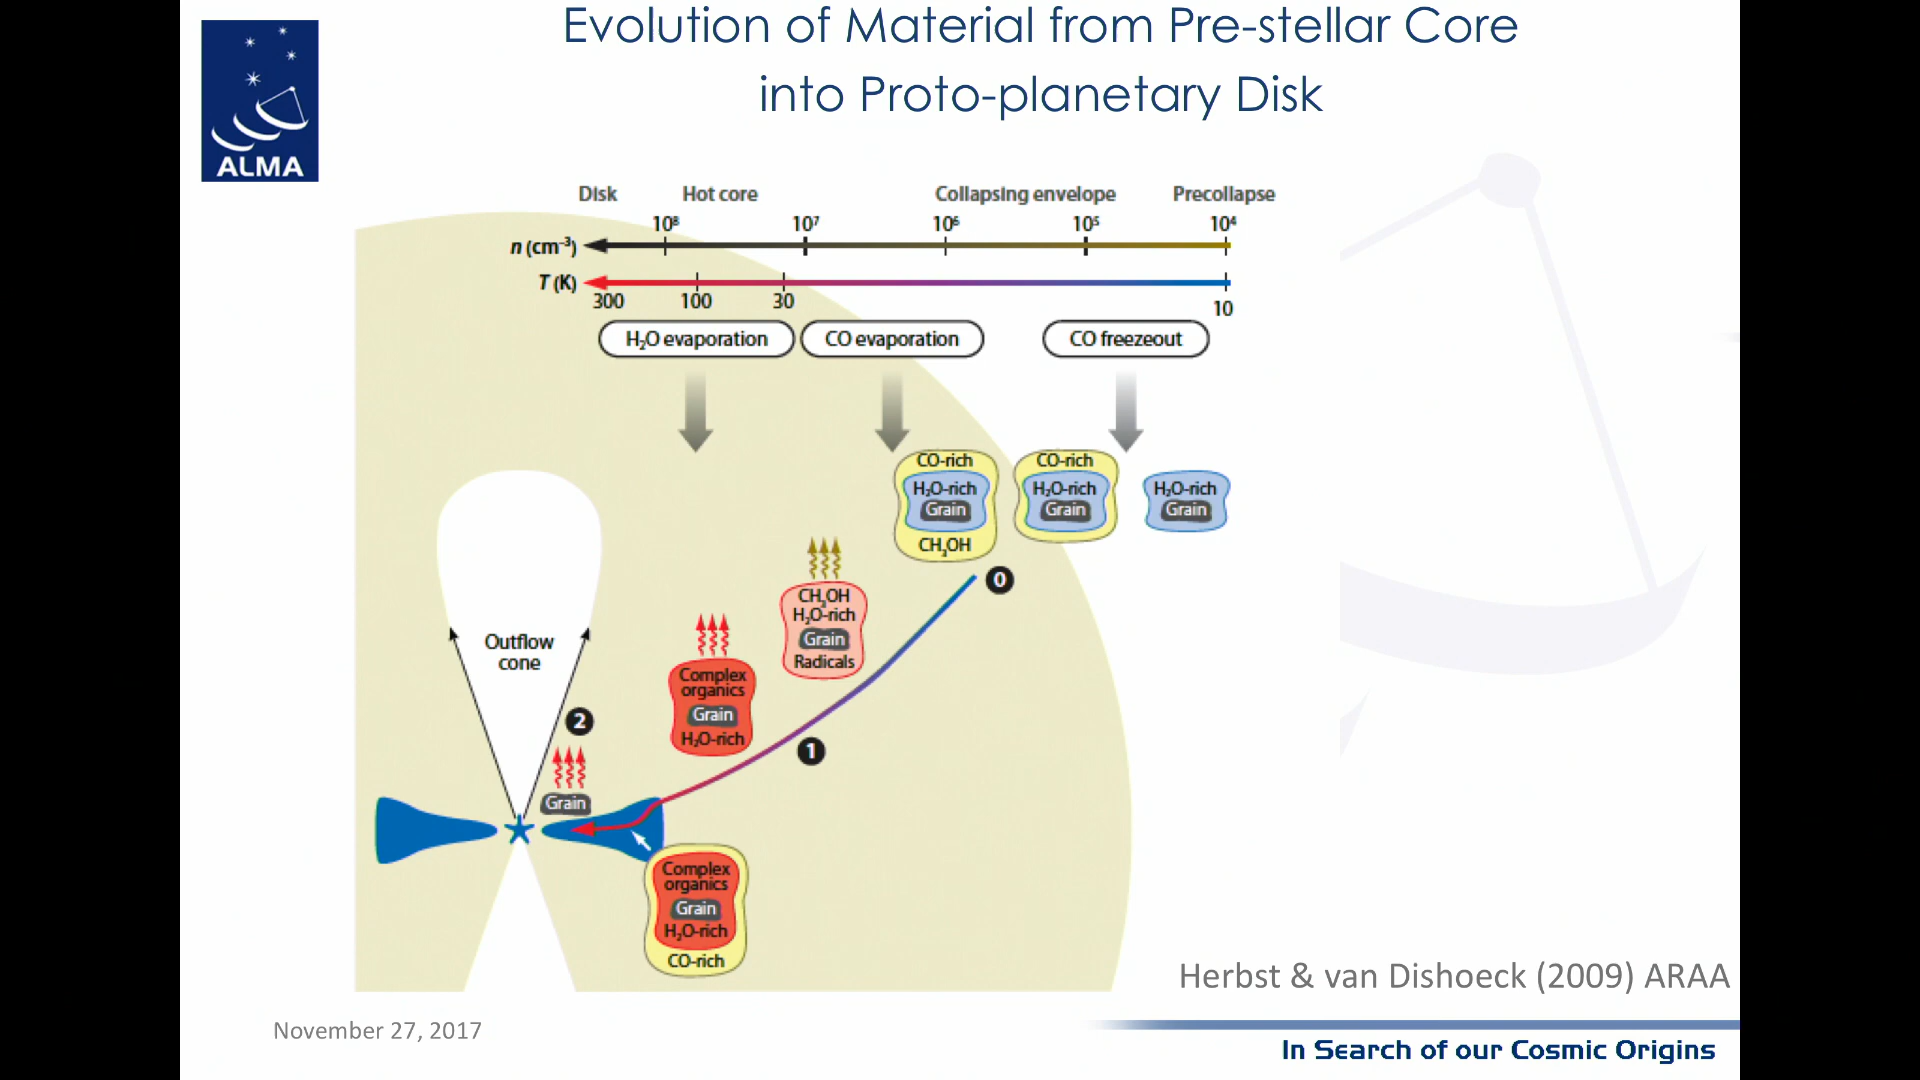 Evolution of Material from Pre-stellar Core
into Proto-planetary Disk
ALMA
Disk Hot core Collapsing envelope Precollapse
10⁸ 10⁷ 10⁶ 10⁵ 10⁴
n (cm⁻³)
T (K)
300 100 30 10
H₂O evaporation CO evaporation CO freezeout
CO-rich
H₂O-rich
Grain
CH₃OH
CO-rich
H₂O-rich
Grain
H₂O-rich
Grain
0
CH₃OH
H₂O-rich
Grain
Radicals
Complex
organics
Grain
H₂O-rich
1
Outflow
cone
2
Grain
Complex
organics
Grain
H₂O-rich
CO-rich
Herbst & van Dishoeck (2009) ARAA
November 27, 2017
In Search of our Cosmic Origins